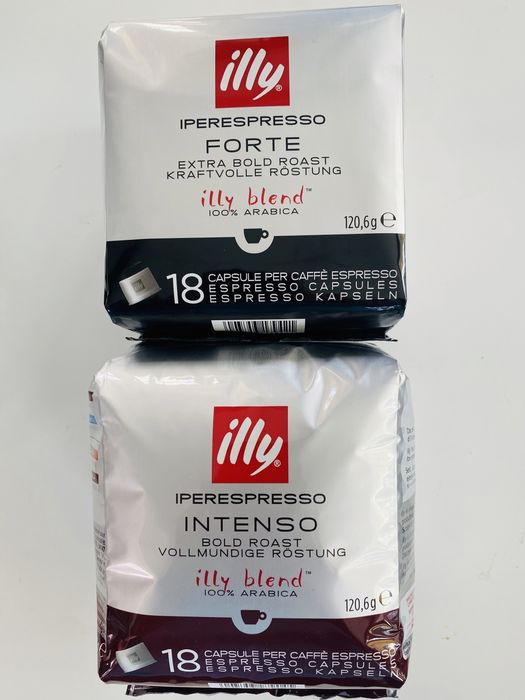 illy®
IPERESPRESSO
FORTE
EXTRA BOLD ROAST
KRAFTVOLLE RÖSTUNG
illy blend™
100% ARABICA
120,6g ℮
18 CAPSULE PER CAFFÈ ESPRESSO
ESPRESSO CAPSULES
ESPRESSO KAPSELN
illy®
IPERESPRESSO
INTENSO
BOLD ROAST
VOLLMUNDIGE RÖSTUNG
illy blend™
100% ARABICA
120,6g ℮
18 CAPSULE PER CAFFÈ ESPRESSO
ESPRESSO CAPSULES
ESPRESSO KAPSELN